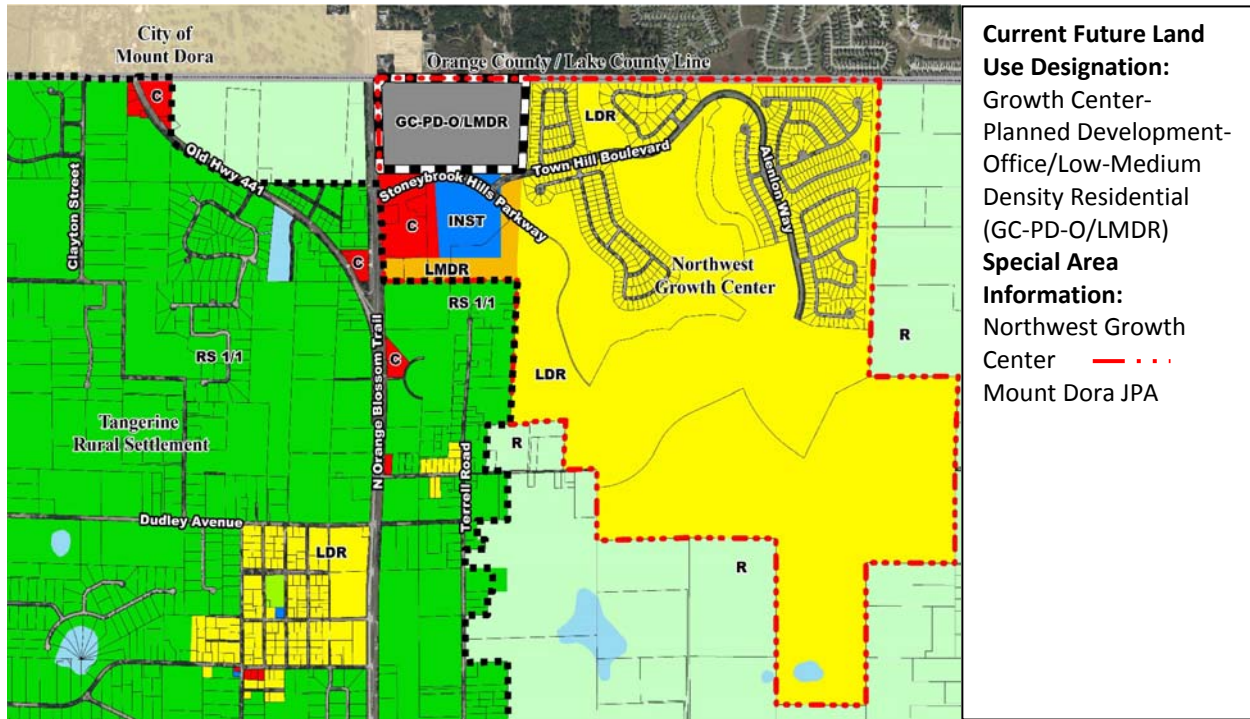 City of
Mount Dora
Orange County / Lake County Line
C
GC-PD-O/LMDR
LDR
Town Hill Boulevard
Alenlon Way
Old Hwy 441
Clayton Street
Stoneybrook Hills Parkway
C
INST
C
LMDR
Northwest
Growth Center
RS 1/1
R
RS 1/1
C
LDR
N Orange Blossom Trail
Tangerine
Rural Settlement
R
Terrell Road
Dudley Avenue
LDR
R
Current Future Land
Use Designation:
Growth Center-
Planned Development-
Office/Low-Medium
Density Residential
(GC-PD-O/LMDR)
Special Area
Information:
Northwest Growth
Center
Mount Dora JPA